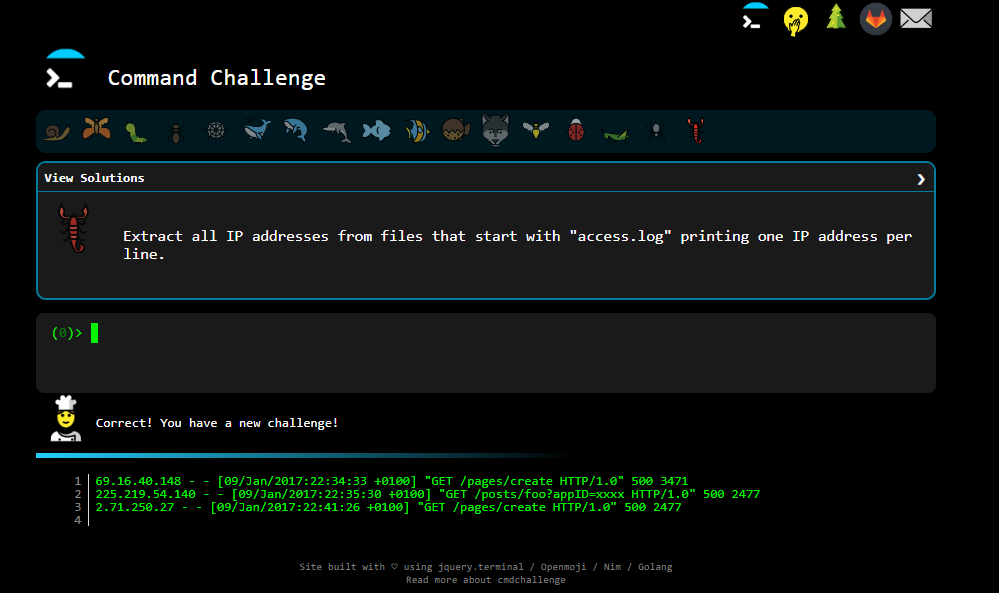 Command Challenge
View Solutions ❯
Extract all IP addresses from files that start with "access.log" printing one IP address per
line.
(0)>
Correct! You have a new challenge!
1 69.16.40.148 - - [09/Jan/2017:22:34:33 +0100] "GET /pages/create HTTP/1.0" 500 3471
2 225.219.54.140 - - [09/Jan/2017:22:35:30 +0100] "GET /posts/foo?appID=xxxx HTTP/1.0" 500 2477
3 2.71.250.27 - - [09/Jan/2017:22:41:26 +0100] "GET /pages/create HTTP/1.0" 500 2477
4
Site built with ♡ using jquery.terminal / Openmoji / Nim / Golang
Read more about cmdchallenge